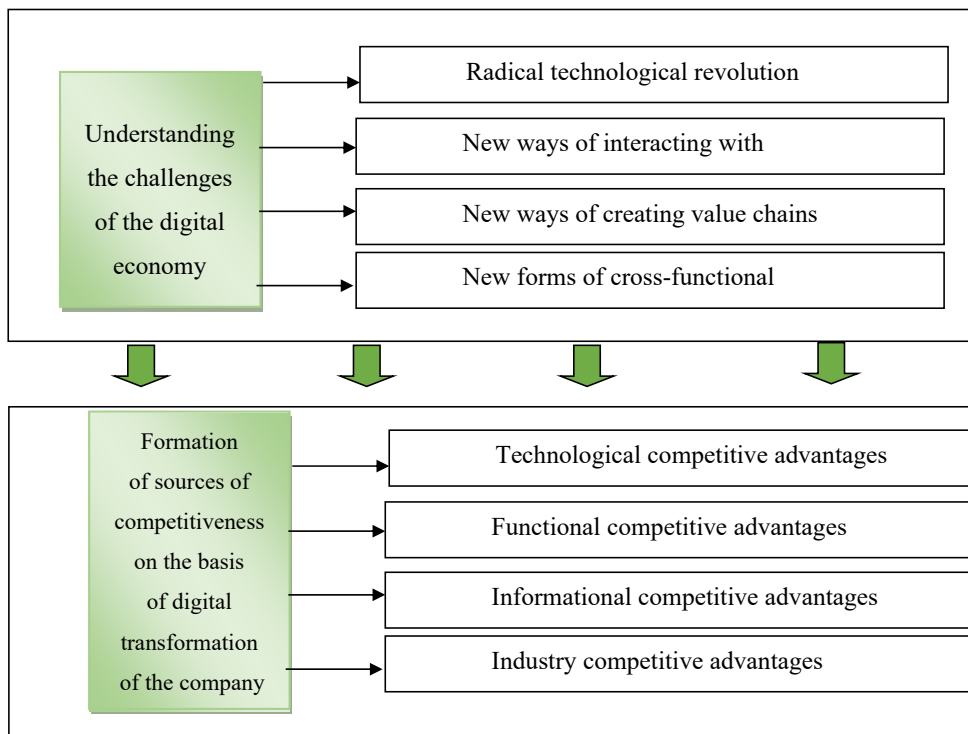 Understanding
the challenges
of the digital
economy
Radical technological revolution
New ways of interacting with
New ways of creating value chains
New forms of cross-functional
Formation
of sources of
competitiveness
on the basis
of digital
transformation
of the company
Technological competitive advantages
Functional competitive advantages
Informational competitive advantages
Industry competitive advantages